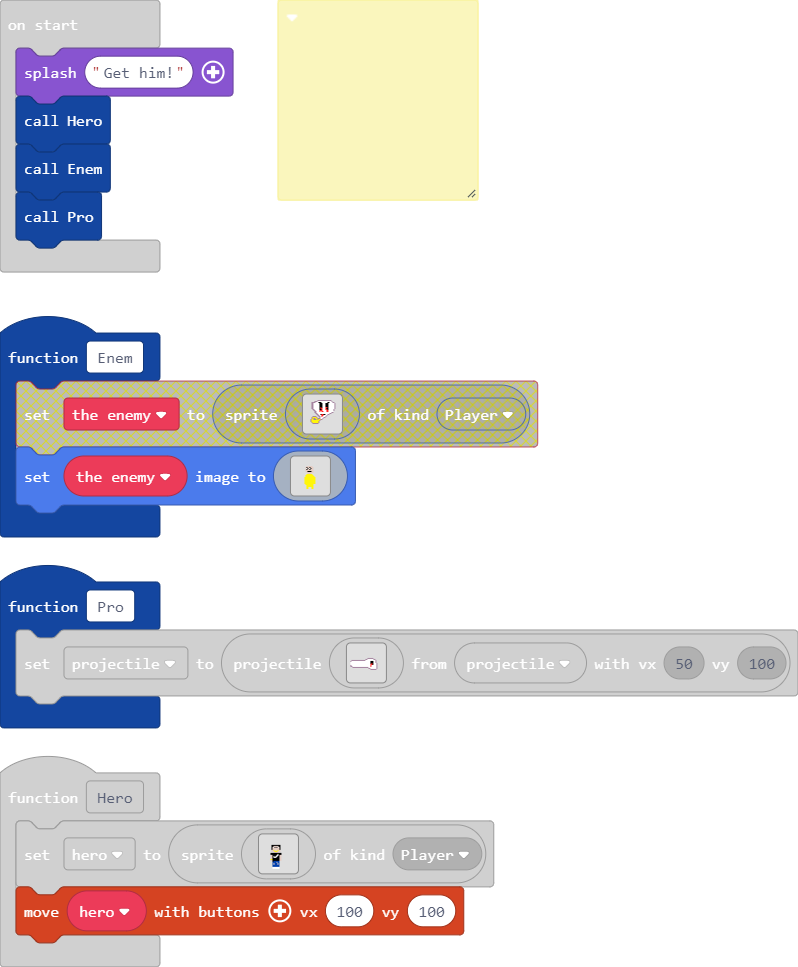 on start
splash "Get him!"
call Hero
call Enem
call Pro
function Enem
set the enemy to sprite of kind Player
set the enemy image to
function Pro
set projectile to projectile from projectile with vx 50 vy 100
function Hero
set hero to sprite of kind Player
move hero with buttons vx 100 vy 100